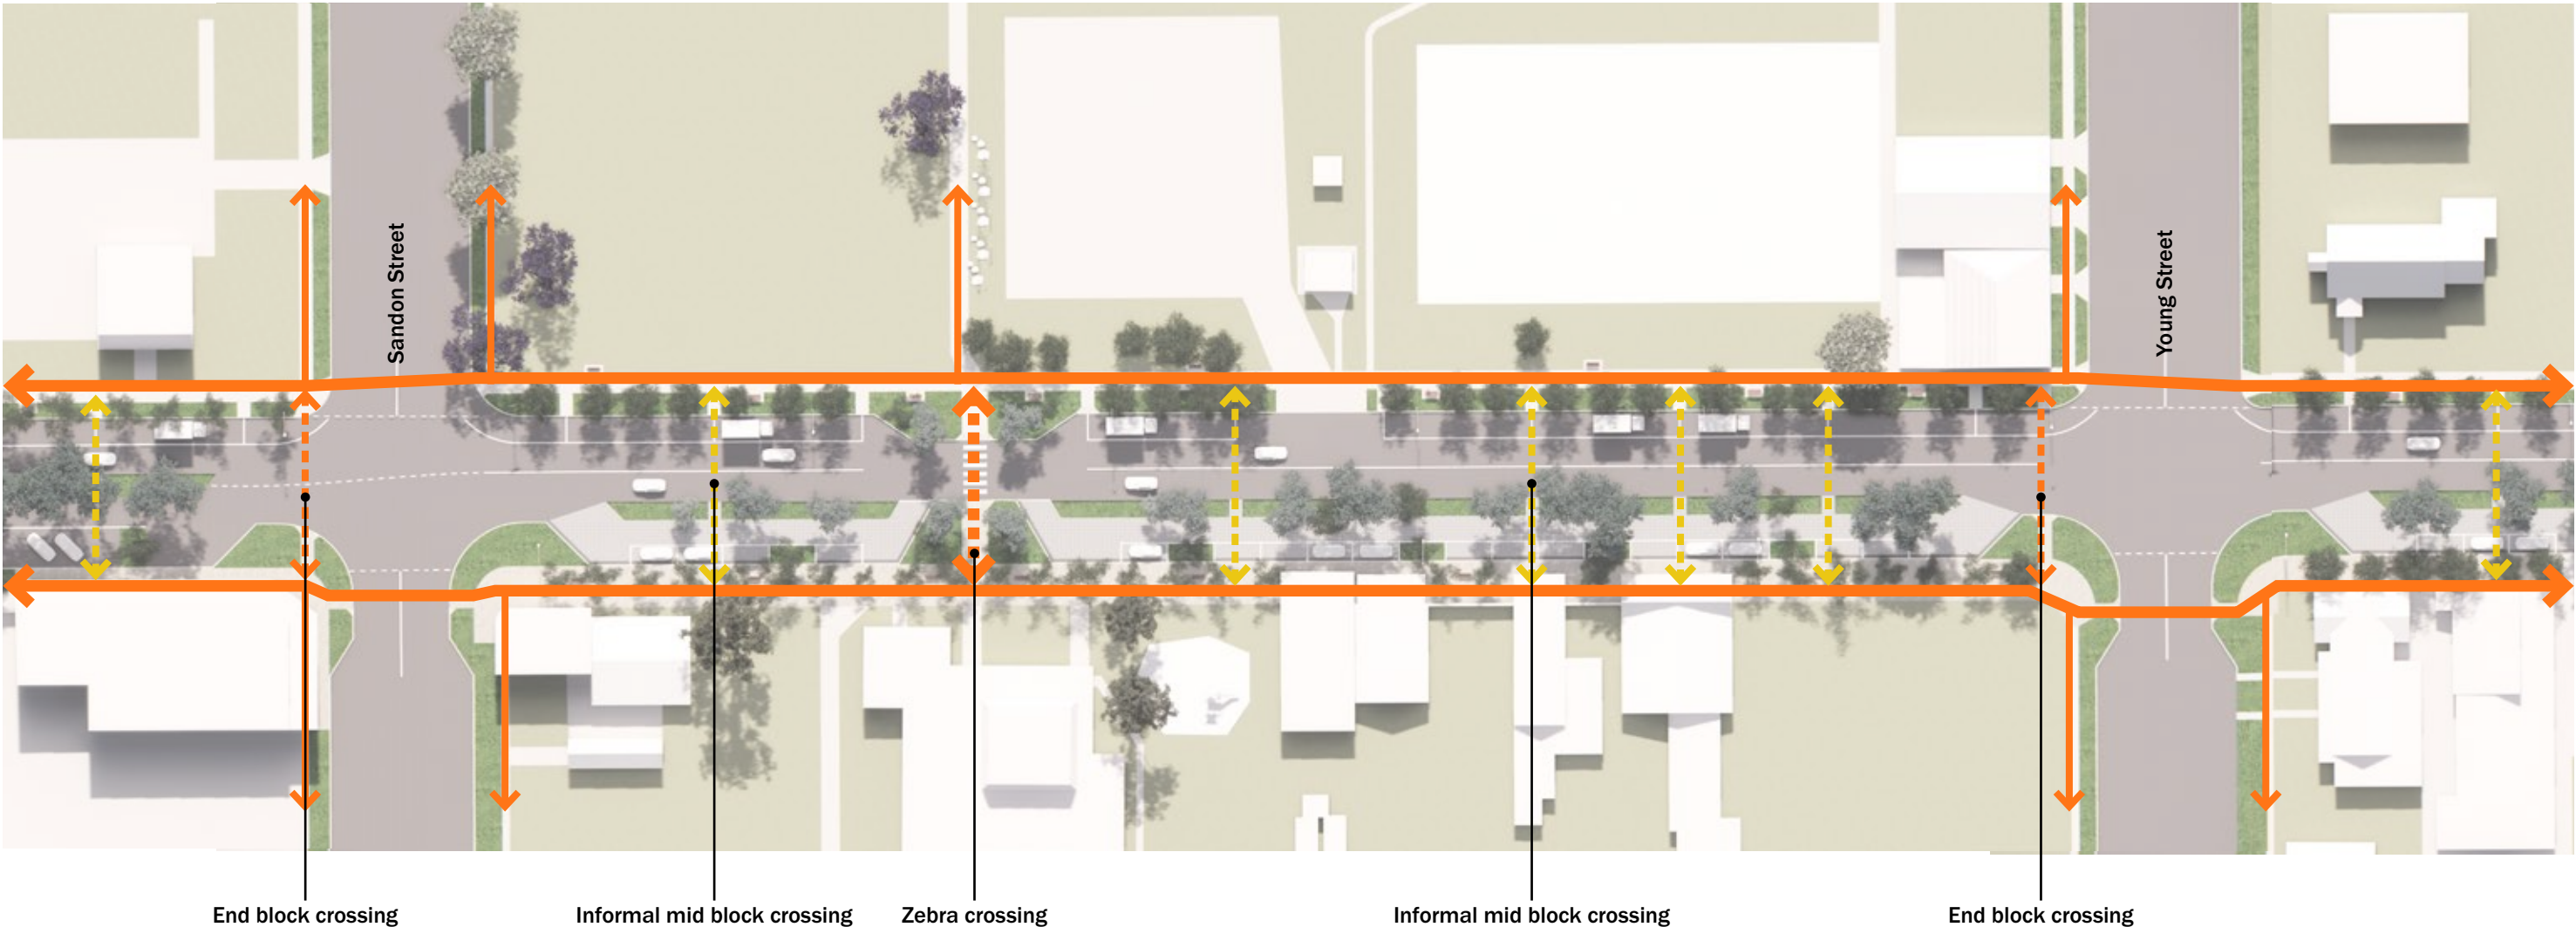 Sandon Street
Young Street
End block crossing
Informal mid block crossing
Zebra crossing
Informal mid block crossing
End block crossing